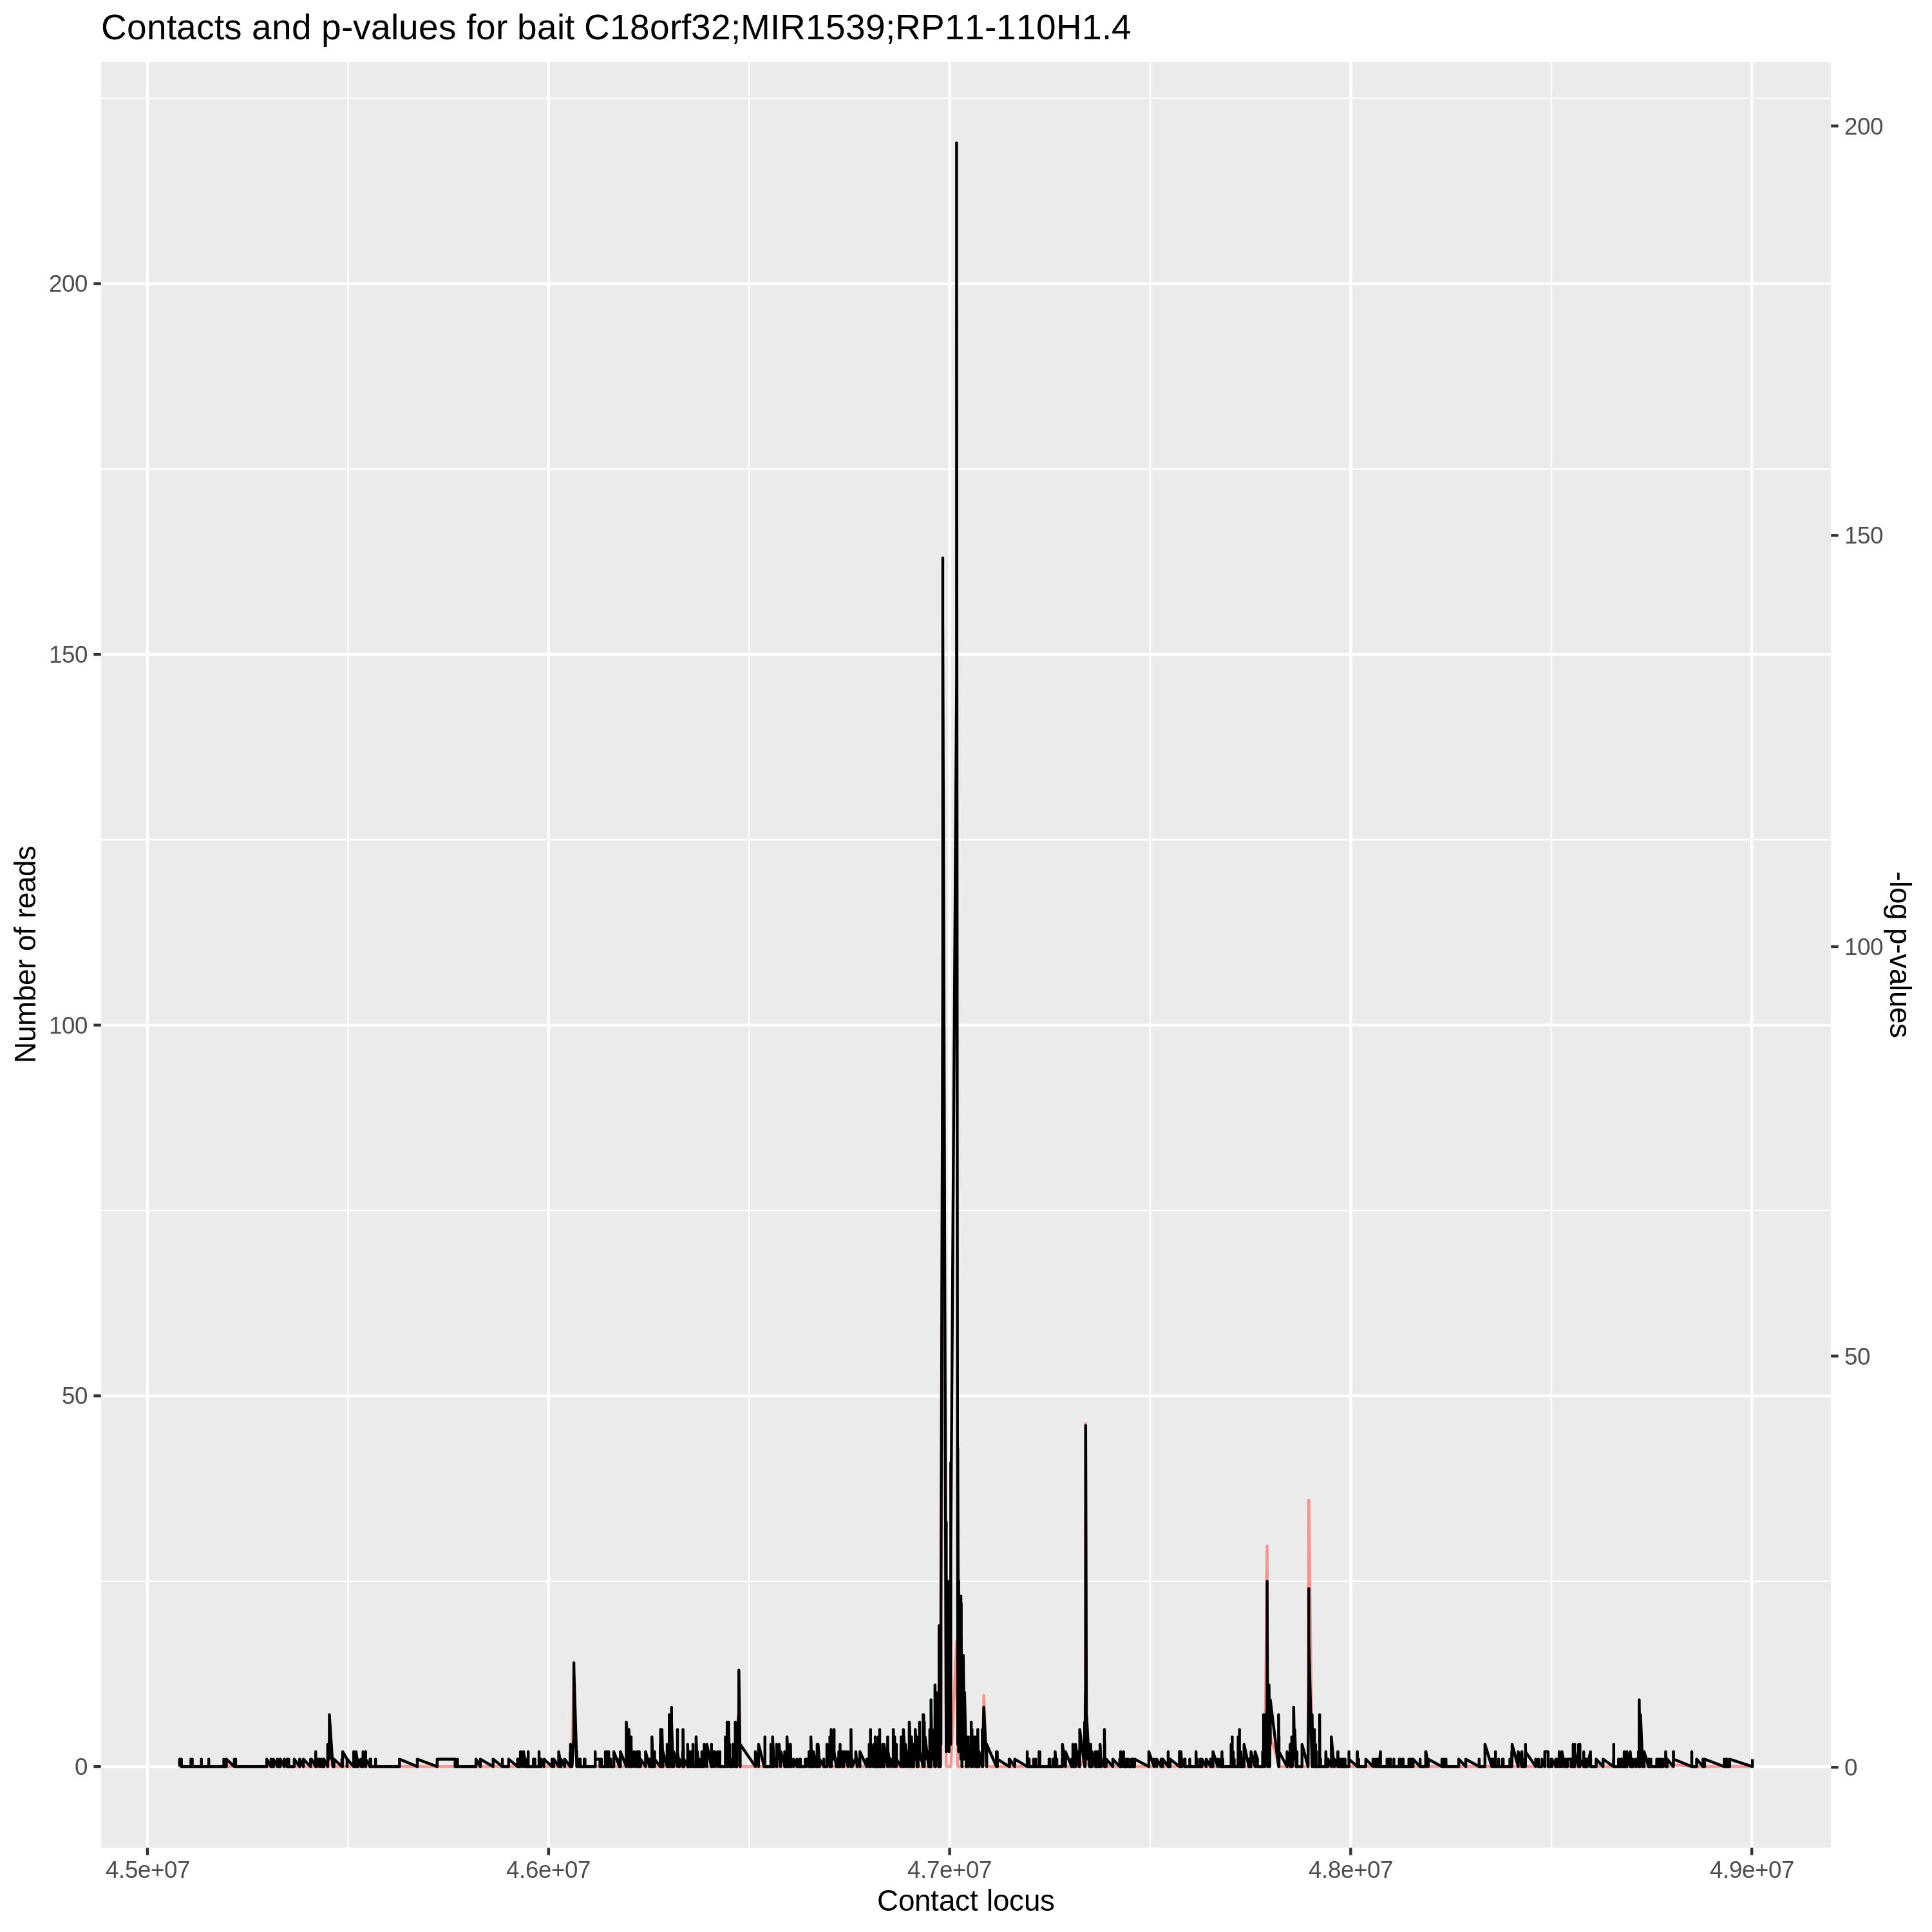 Contacts and p-values for bait C18orf32;MIR1539;RP11-110H1.4
200
150
100
50
0
Number of reads
200
150
100
50
0
-log p-values
4.5e+07 4.6e+07 4.7e+07 4.8e+07 4.9e+07
Contact locus